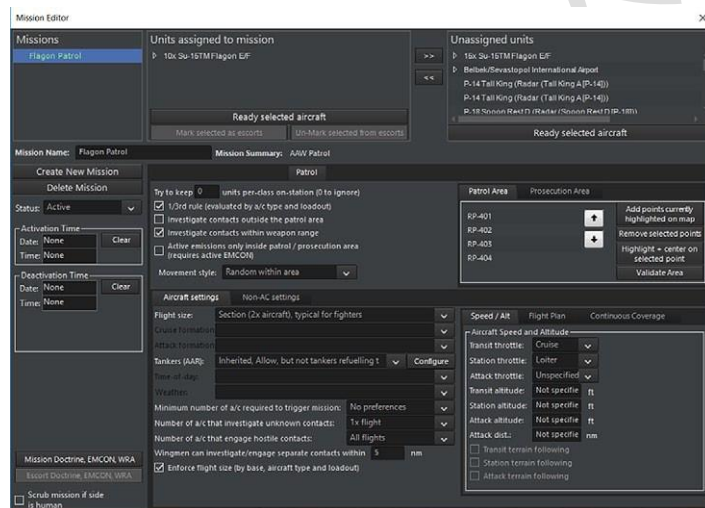 Mission Editor
Missions
Flagon Patrol
Units assigned to mission
10x Su-15TM Flagon E/F
Ready selected aircraft
Mark selected as escorts
Un-Mark selected from escorts
>>
<<
Unassigned units
16x Su-15TM Flagon E/F
Belbek/Sevastopol International Airport
P-14 Tall King (Radar (Tall King A [P-14]))
P-14 Tall King (Radar (Tall King A [P-14]))
P-18 Spoon Rest D (Radar (Spoon Rest D [P-18]))
Ready selected aircraft
Mission Name: Flagon Patrol
Mission Summary: AAW Patrol
Create New Mission
Delete Mission
Status: Active
Activation Time
Date: None
Clear
Time: None
Deactivation Time
Date: None
Clear
Time: None
Mission Doctrine, EMCON, WRA
Escort Doctrine, EMCON, WRA
Scrub mission if side
is human
Patrol
Try to keep 0 units per-class on-station (0 to ignore)
1/3rd rule (evaluated by a/c type and loadout)
Investigate contacts outside the patrol area
Investigate contacts within weapon range
Active emissions only inside patrol / prosecution area
(requires active EMCON)
Movement style: Random within area
Patrol Area
Prosecution Area
RP-401
RP-402
RP-403
RP-404
Add points currently
highlighted on map
Remove selected points
Highlight + center on
selected point
Validate Area
Aircraft settings
Non-AC settings
Flight size: Section (2x aircraft), typical for fighters
Cruise formation
Attack formation
Tankers (AAR): Inherited, Allow, but not tankers refuelling t
Configure
Time-of-day:
Weather:
Minimum number of a/c required to trigger mission: No preferences
Number of a/c that investigate unknown contacts: 1x flight
Number of a/c that engage hostile contacts: All flights
Wingmen can investigate/engage separate contacts within 5 nm
Enforce flight size (by base, aircraft type and loadout)
Speed / Alt
Flight Plan
Continuous Coverage
Aircraft Speed and Altitude
Transit throttle: Cruise
Station throttle: Loiter
Attack throttle: Unspecified
Transit altitude: Not specifie ft
Station altitude: Not specifie ft
Attack altitude: Not specifie ft
Attack dist.: Not specifie nm
Transit terrain following
Station terrain following
Attack terrain following